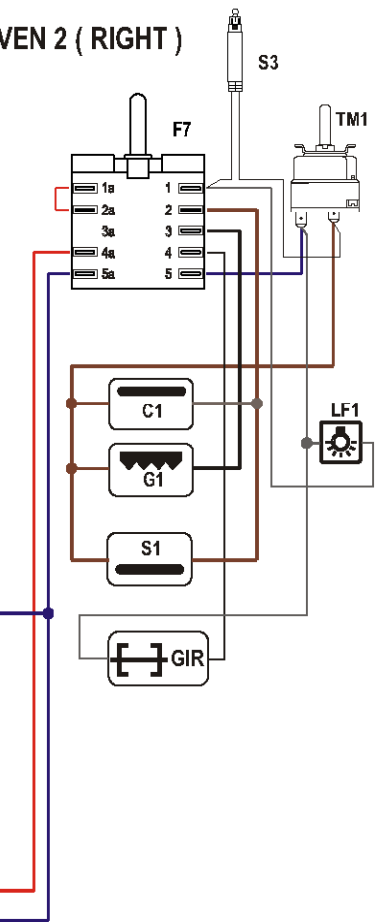 VEN 2 ( RIGHT )
S3
F7
TM1
1a 1
2a 2
3a 3
4a 4
5a 5
C1
LF1
G1
S1
GIR